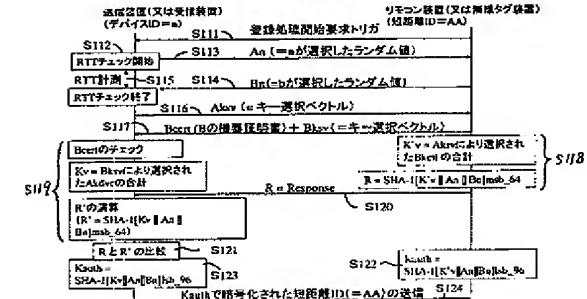 送信装置(又は受信装置)
(デバイスID=a)
リモコン装置(又は無線タグ装置)
(短距離ID=AA)
S111
登録処理開始要求トリガ
S112
S113
An (=aが選択したランダム値)
RTTチェック開始
RTT計測
S115
S114
Bn(=bが選択したランダム値)
RTTチェック終了
S116
Aksv (=キー選択ベクトル)
S117
Bcert (Bの機器証明書) + Bksv (=キー選択ベクトル)
S119
Bcertのチェック
K'v = Aksvにより選択され
たBkeyの合計
S118
Kv = Bksvにより選択され
の合計
R = SHA-1[K'v || An || Bn]msb_64
R = Response
S120
R'の演算
(R' = SHA-1[Kv || An ||
Bn]msb_64)
RとR'の比較
S121
Kauth =
SHA-1[Kv||An||Bn]lsb_96
S123
S122
Kauth =
SHA-1[K'v||An||Bn]lsb_96
Kauthで暗号化された短距離ID(=AA)の送信
S124